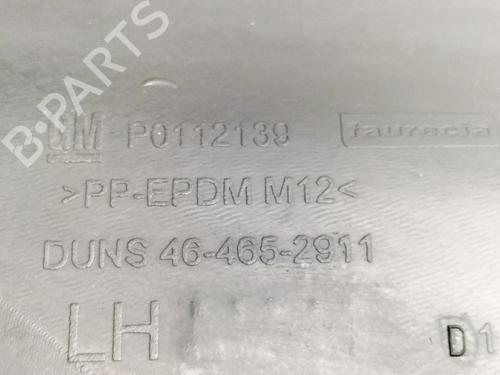 B-PARTS
GM P0112139 faurecia
>PP-EPDM M12<
DUNS 46-465-2911
LH
D1